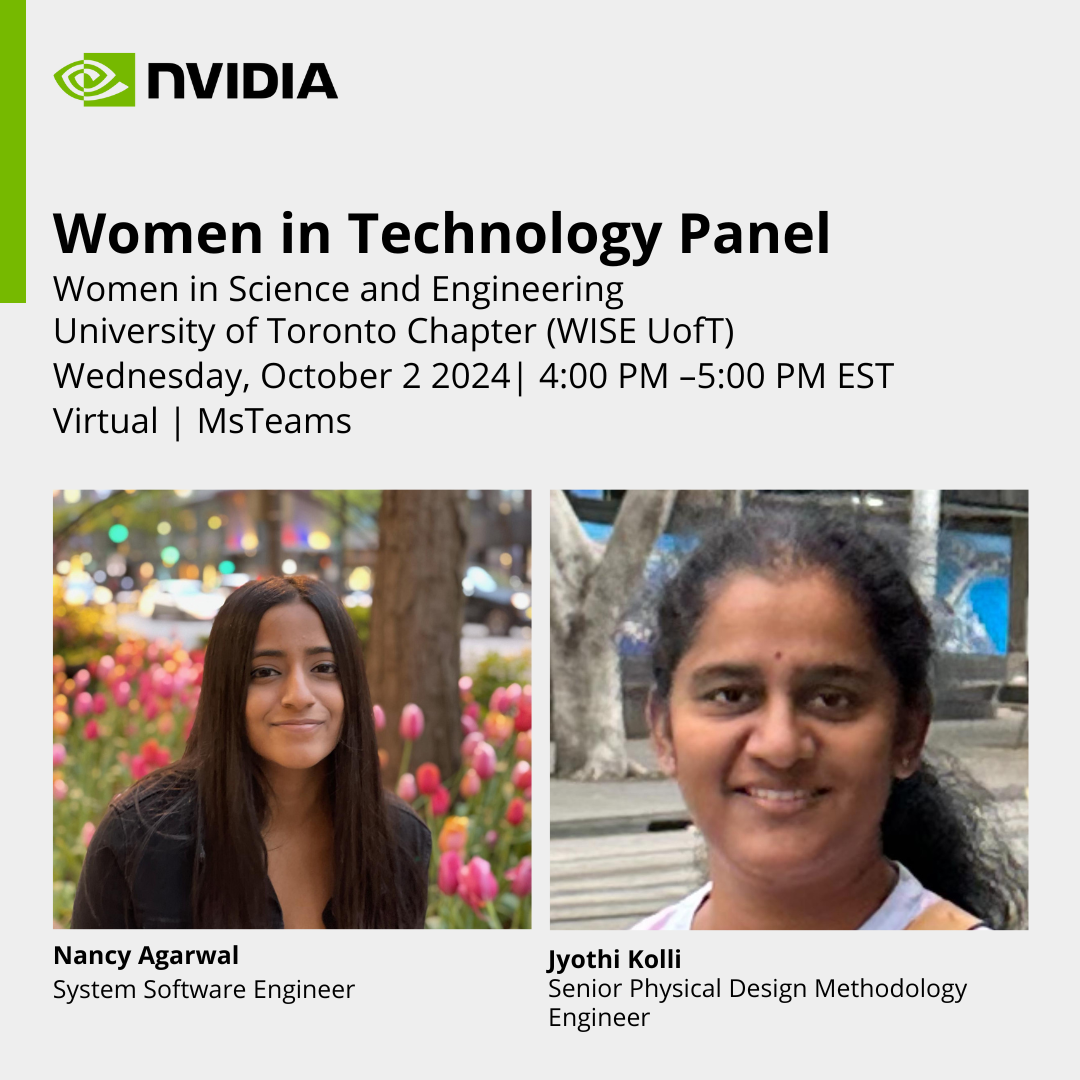 NVIDIA
Women in Technology Panel
Women in Science and Engineering
University of Toronto Chapter (WISE UofT)
Wednesday, October 2 2024| 4:00 PM –5:00 PM EST
Virtual | MsTeams
Nancy Agarwal
System Software Engineer
Jyothi Kolli
Senior Physical Design Methodology
Engineer